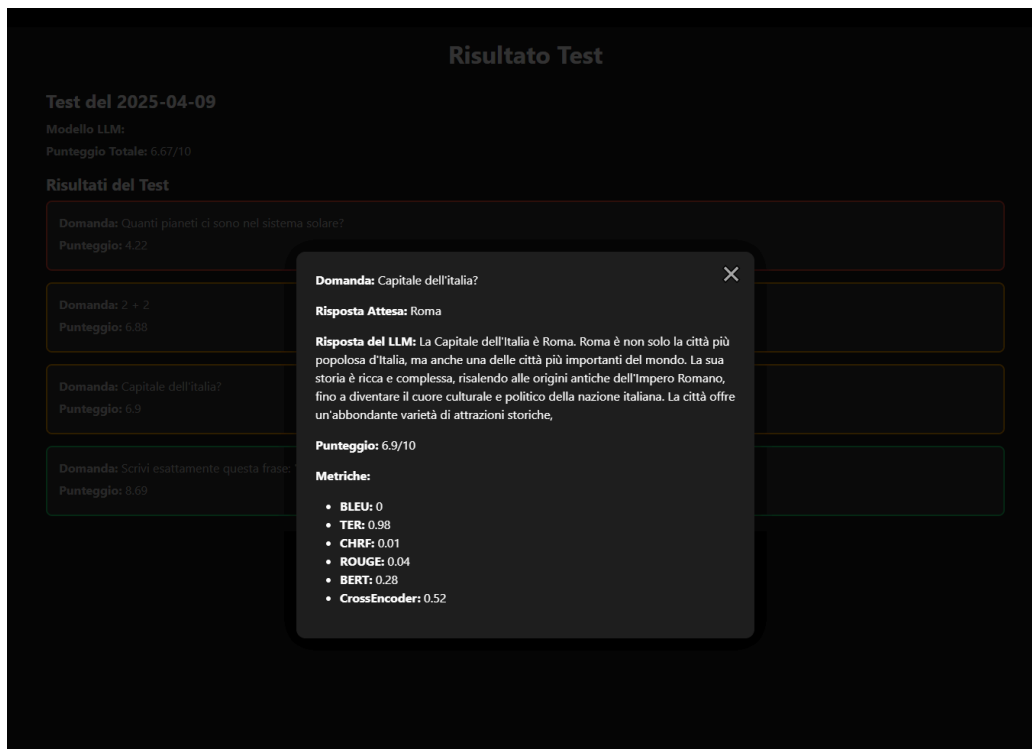 Risultato Test
Test del 2025-04-09
Modello LLM:
Punteggio Totale: 6.67/10
Risultati del Test
Domanda: Quanti pianeti ci sono nel sistema solare?
Punteggio: 4.22
Domanda: 2 + 2
Punteggio: 6.88
Domanda: Capitale dell'italia?
Punteggio: 6.9
Domanda: Scrivi esattamente questa frase:
Punteggio: 8.69
Domanda: Capitale dell'italia?
Risposta Attesa: Roma
Risposta del LLM: La Capitale dell'Italia è Roma. Roma è non solo la città più
popolosa d'Italia, ma anche una delle città più importanti del mondo. La sua
storia è ricca e complessa, risalendo alle origini antiche dell'Impero Romano,
fino a diventare il cuore culturale e politico della nazione italiana. La città offre
un'abbondante varietà di attrazioni storiche,
Punteggio: 6.9/10
Metriche:
• BLEU: 0
• TER: 0.98
• CHRF: 0.01
• ROUGE: 0.04
• BERT: 0.28
• CrossEncoder: 0.52